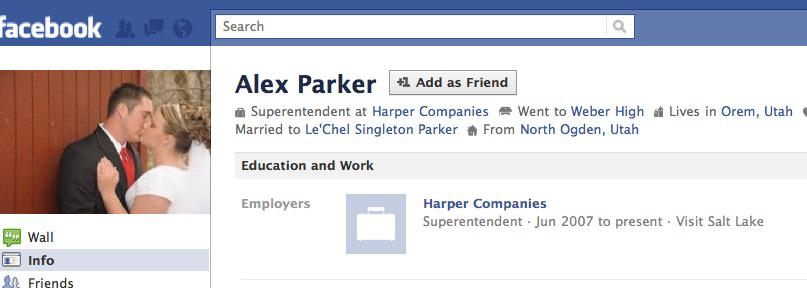 facebook
Search
Alex Parker
+1 Add as Friend
Superentendent at Harper Companies Went to Weber High Lives in Orem, Utah
Married to Le'Chel Singleton Parker From North Ogden, Utah
Education and Work
Employers
Harper Companies
Superentendent · Jun 2007 to present · Visit Salt Lake
Wall
Info
Friends